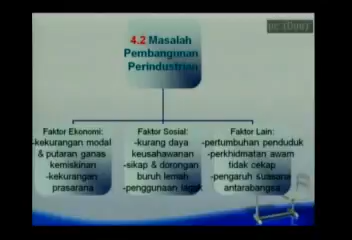 4.2 Masalah
Pembangunan
Perindustrian
Faktor Ekonomi:
-kekurangan modal
& putaran ganas
kemiskinan
-kekurangan
prasarana
Faktor Sosial:
-kurang daya
keusahawanan
-sikap & dorongan
buruh lemah
-penggunaan
Faktor Lain:
-pertumbuhan penduduk
-perkhidmatan awam
tidak cekap
-pengaruh suasana
antarabangsa